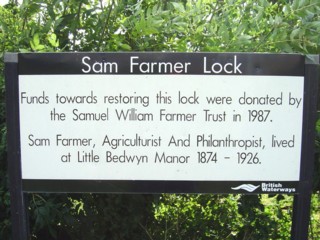 Sam Farmer Lock
Funds towards restoring this lock were donated by
the Samuel William Farmer Trust in 1987.
Sam Farmer, Agriculturist And Philanthropist, lived
at Little Bedwyn Manor 1874 - 1926.
British
Waterways